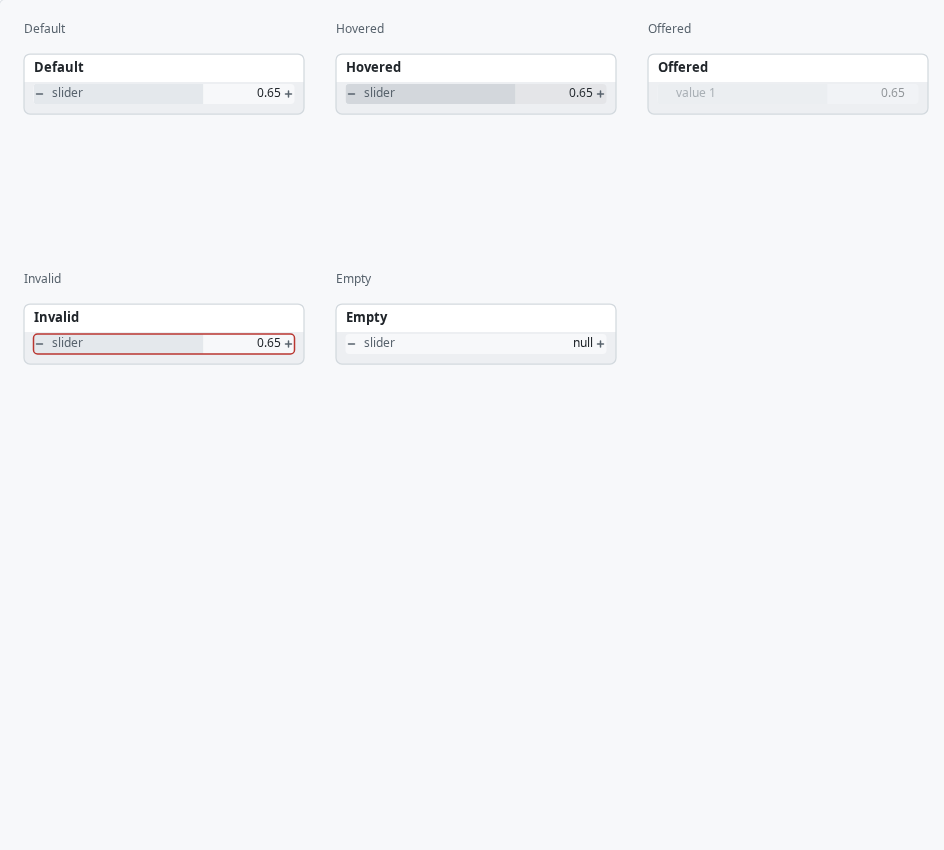 Default
Hovered
Offered
Default
Hovered
Offered
− slider 0.65 +
− slider 0.65 +
value 1 0.65
Invalid
Empty
Invalid
Empty
− slider 0.65 +
− slider null +